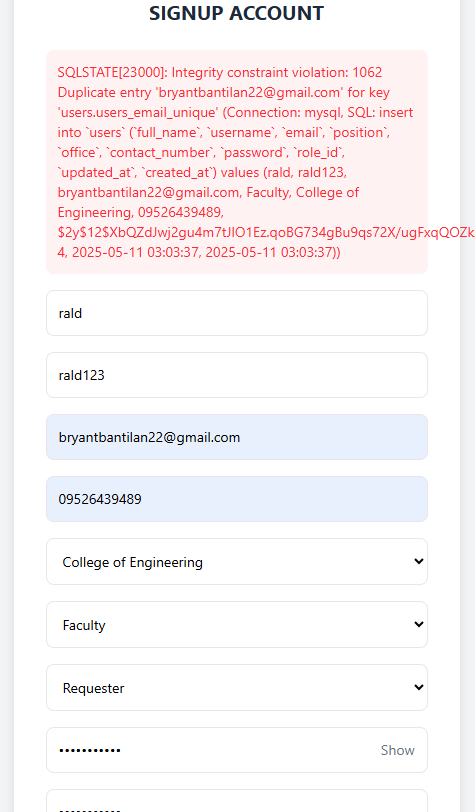 SIGNUP ACCOUNT
SQLSTATE[23000]: Integrity constraint violation: 1062
Duplicate entry 'bryantbantilan22@gmail.com' for key
'users.users_email_unique' (Connection: mysql, SQL: insert
into `users` (`full_name`, `username`, `email`, `position`,
`office`, `contact_number`, `password`, `role_id`,
`updated_at`, `created_at`) values (rald, rald123,
bryantbantilan22@gmail.com, Faculty, College of
Engineering, 09526439489,
$2y$12$XbQZdJwj2gu4m7tJIO1Ez.qoBG734gBu9qs72X/ugFxqQOZk
4, 2025-05-11 03:03:37, 2025-05-11 03:03:37))
rald
rald123
bryantbantilan22@gmail.com
09526439489
College of Engineering
Faculty
Requester
••••••••••• Show